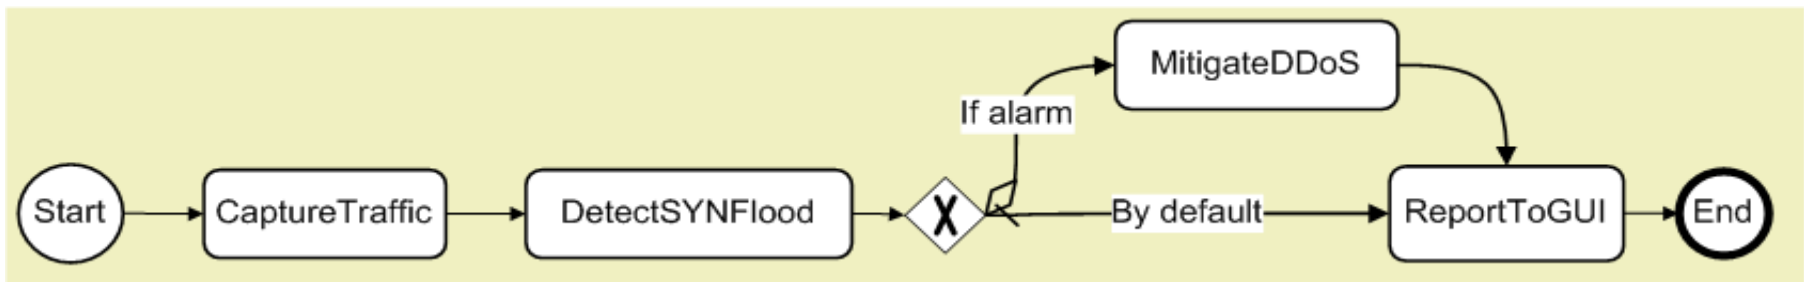 Start
CaptureTraffic
DetectSYNFlood
X
If alarm
MitigateDDoS
By default
ReportToGUI
End